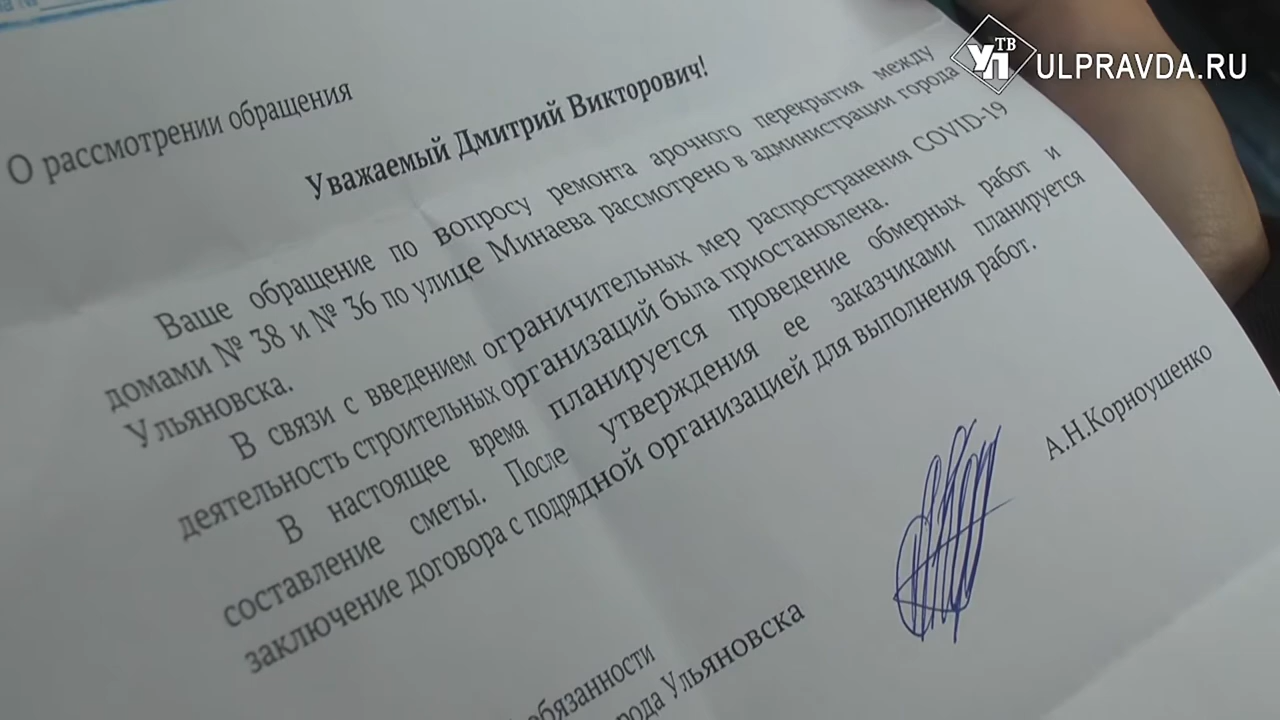 УП ТВ ULPRAVDA.RU
О рассмотрении обращения
Уважаемый Дмитрий Викторович!
Ваше обращение по вопросу ремонта арочного перекрытия между
домами № 38 и № 36 по улице Минаева рассмотрено в администрации города
Ульяновска.
В связи с введением ограничительных мер распространения COVID-19
деятельность строительных организаций была приостановлена.
В настоящее время планируется проведение обмерных работ и
составление сметы. После утверждения ее заказчиками планируется
заключение договора с подрядной организацией для выполнения работ.
А.Н.Корноушенко
обязанности
рода Ульяновска